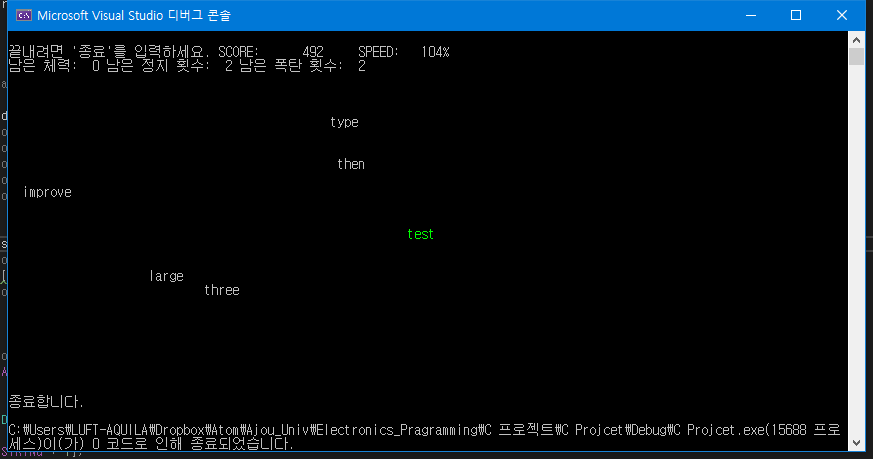 Microsoft Visual Studio 디버그 콘솔
끝내려면 '종료'를 입력하세요. SCORE: 492 SPEED: 104%
남은 체력: 0 남은 정지 횟수: 2 남은 폭탄 횟수: 2
type
then
improve
test
large
three
종료합니다.
C:\Users\LUFT-AQUILA\Dropbox\Atom\Ajou_Univ\Electronics_Pragramming\C 프로젝트\C Projcet\Debug\C Projcet.exe(15688 프로
세스)이(가) 0 코드로 인해 종료되었습니다.